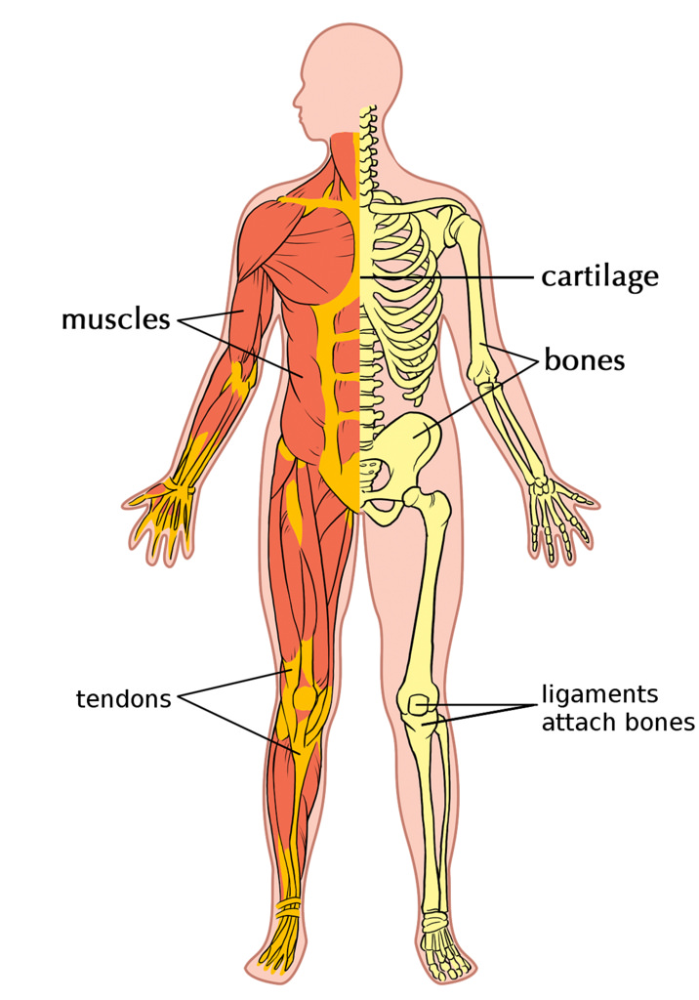 cartilage
muscles
bones
tendons
ligaments
attach bones